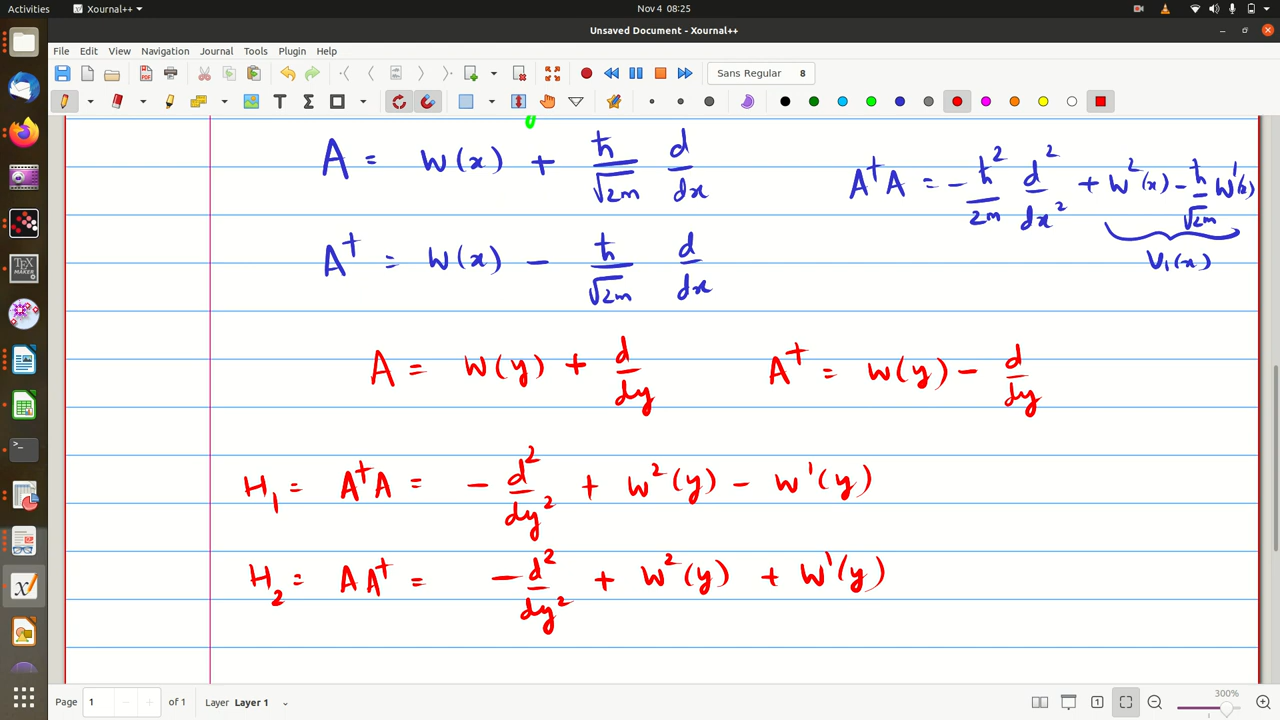 Activities Xournal++ Nov 4 08:25
Unsaved Document - Xournal++
File Edit View Navigation Journal Tools Plugin Help
Sans Regular 8
A = W(x) + ħ/√2m d/dx
A†A = -ħ²/2m d²/dx² + W²(x) - ħ/√2m W'(x)
V₁(x)
A† = W(x) - ħ/√2m d/dx
A = W(y) + d/dy A† = W(y) - d/dy
H₁ = A†A = -d²/dy² + W²(y) - W'(y)
H₂ = AA† = -d²/dy² + W²(y) + W'(y)
Page 1 of 1 Layer Layer 1 300%